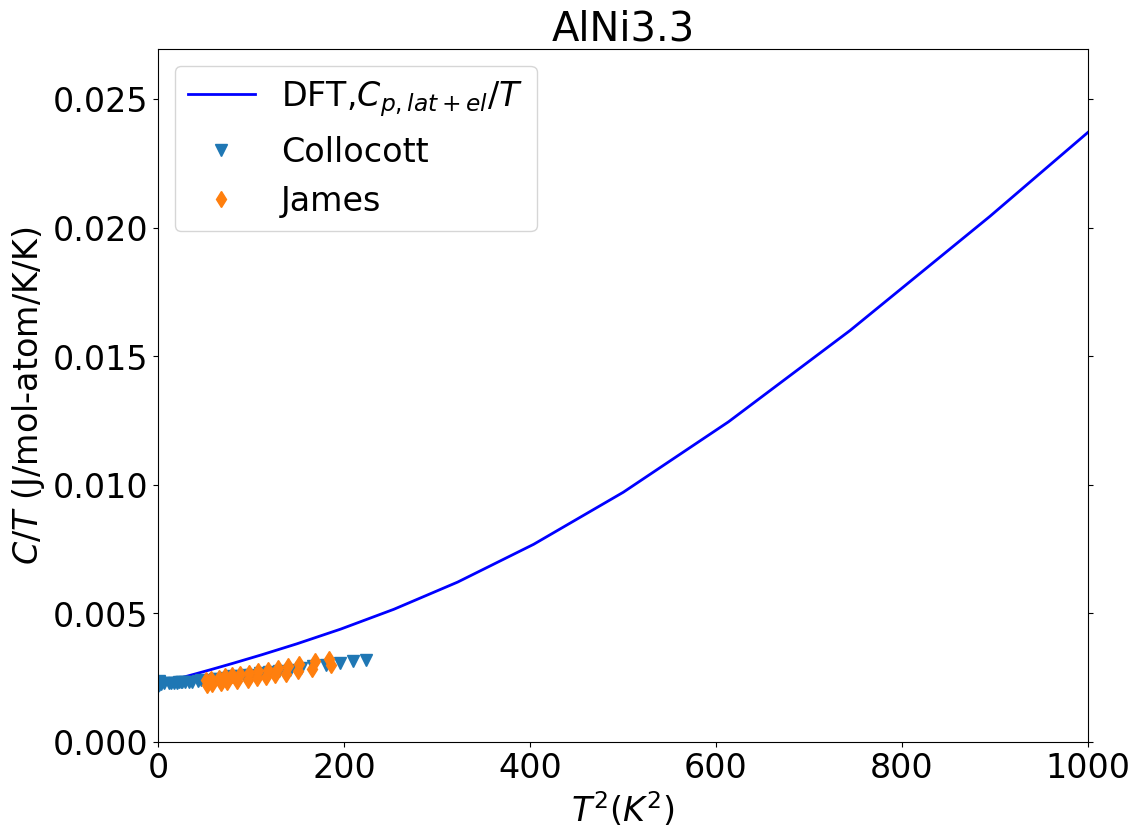 AlNi3.3
DFT,$C_{p,lat+el}/T$
Collocott
James
C/T (J/mol-atom/K/K)
0.025
0.020
0.015
0.010
0.005
0.000
0 200 400 600 800 1000
$T^2(K^2)$